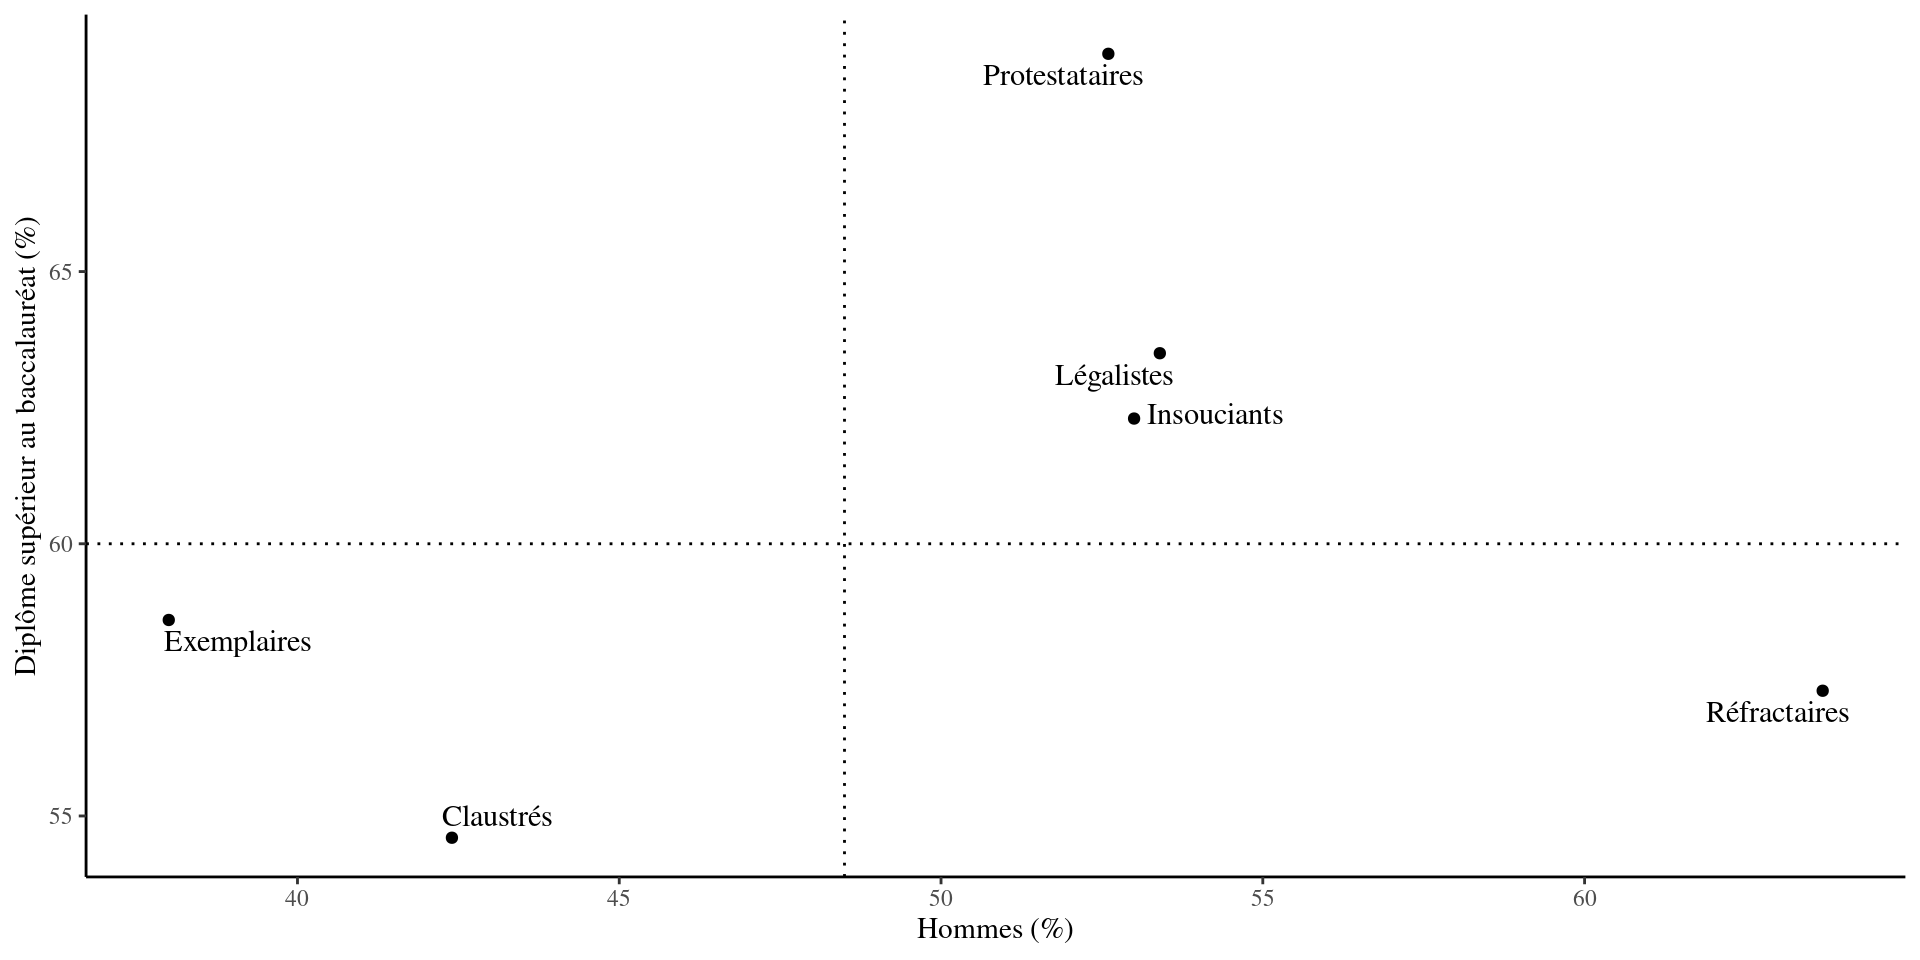 Protestataires
65
Légalistes
Insouciants
60
Exemplaires
Réfractaires
Claustrés
55
40 45 50 55 60
Hommes (%)
Diplôme supérieur au baccalauréat (%)